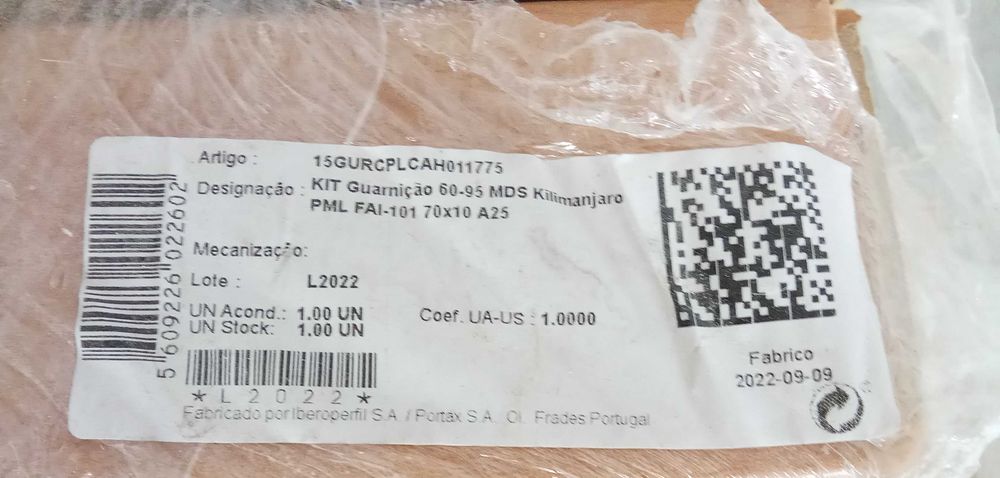 Artigo : 15GURCPLCAH011775
Designação : KIT Guarnição 60-95 MDS Kilimanjaro
PML FAI-101 70x10 A25
Mecanização:
Lote : L2022
UN Acond.: 1.00 UN
UN Stock: 1.00 UN
Coef. UA-US : 1.0000
5609226022602
*L2022*
Fabrico
2022-09-09
Fabricado por Iberoperfil S.A. / Portax S.A. Ol. Frades Portugal